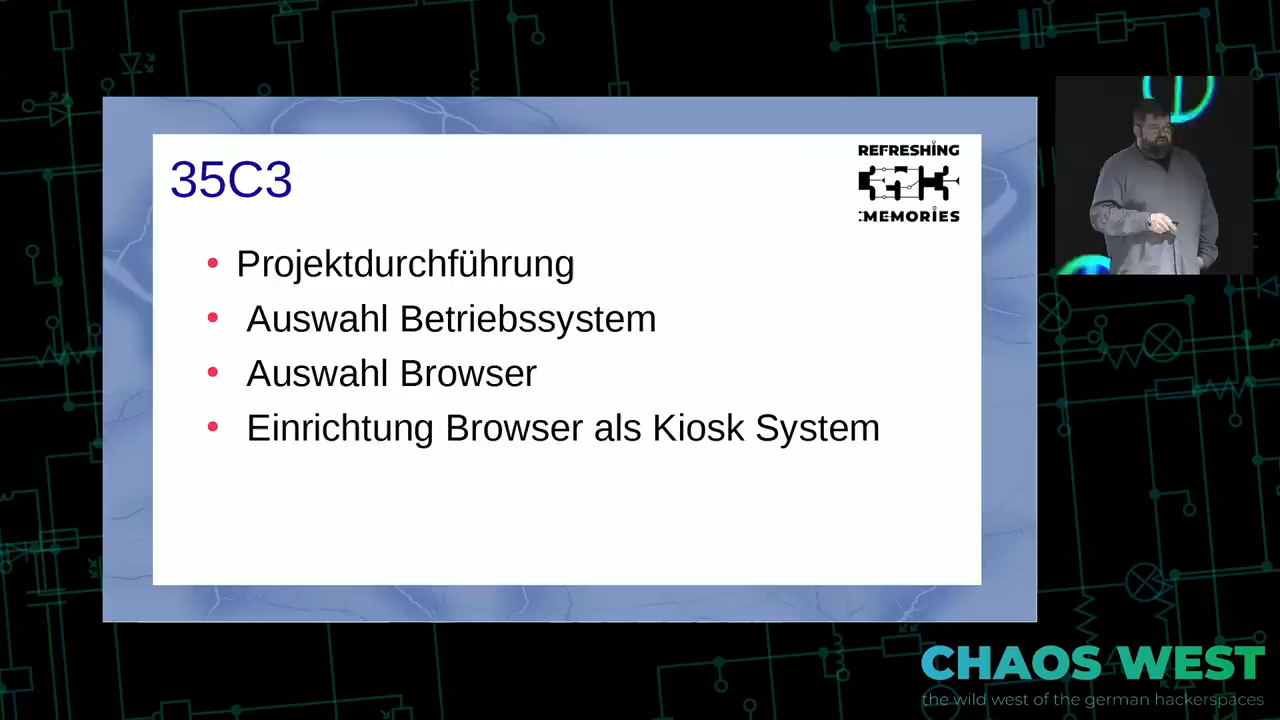 35C3
REFRESHING
:MEMORIES
Projektdurchführung
Auswahl Betriebssystem
Auswahl Browser
Einrichtung Browser als Kiosk System
CHAOS WEST
the wild west of the german hackerspaces